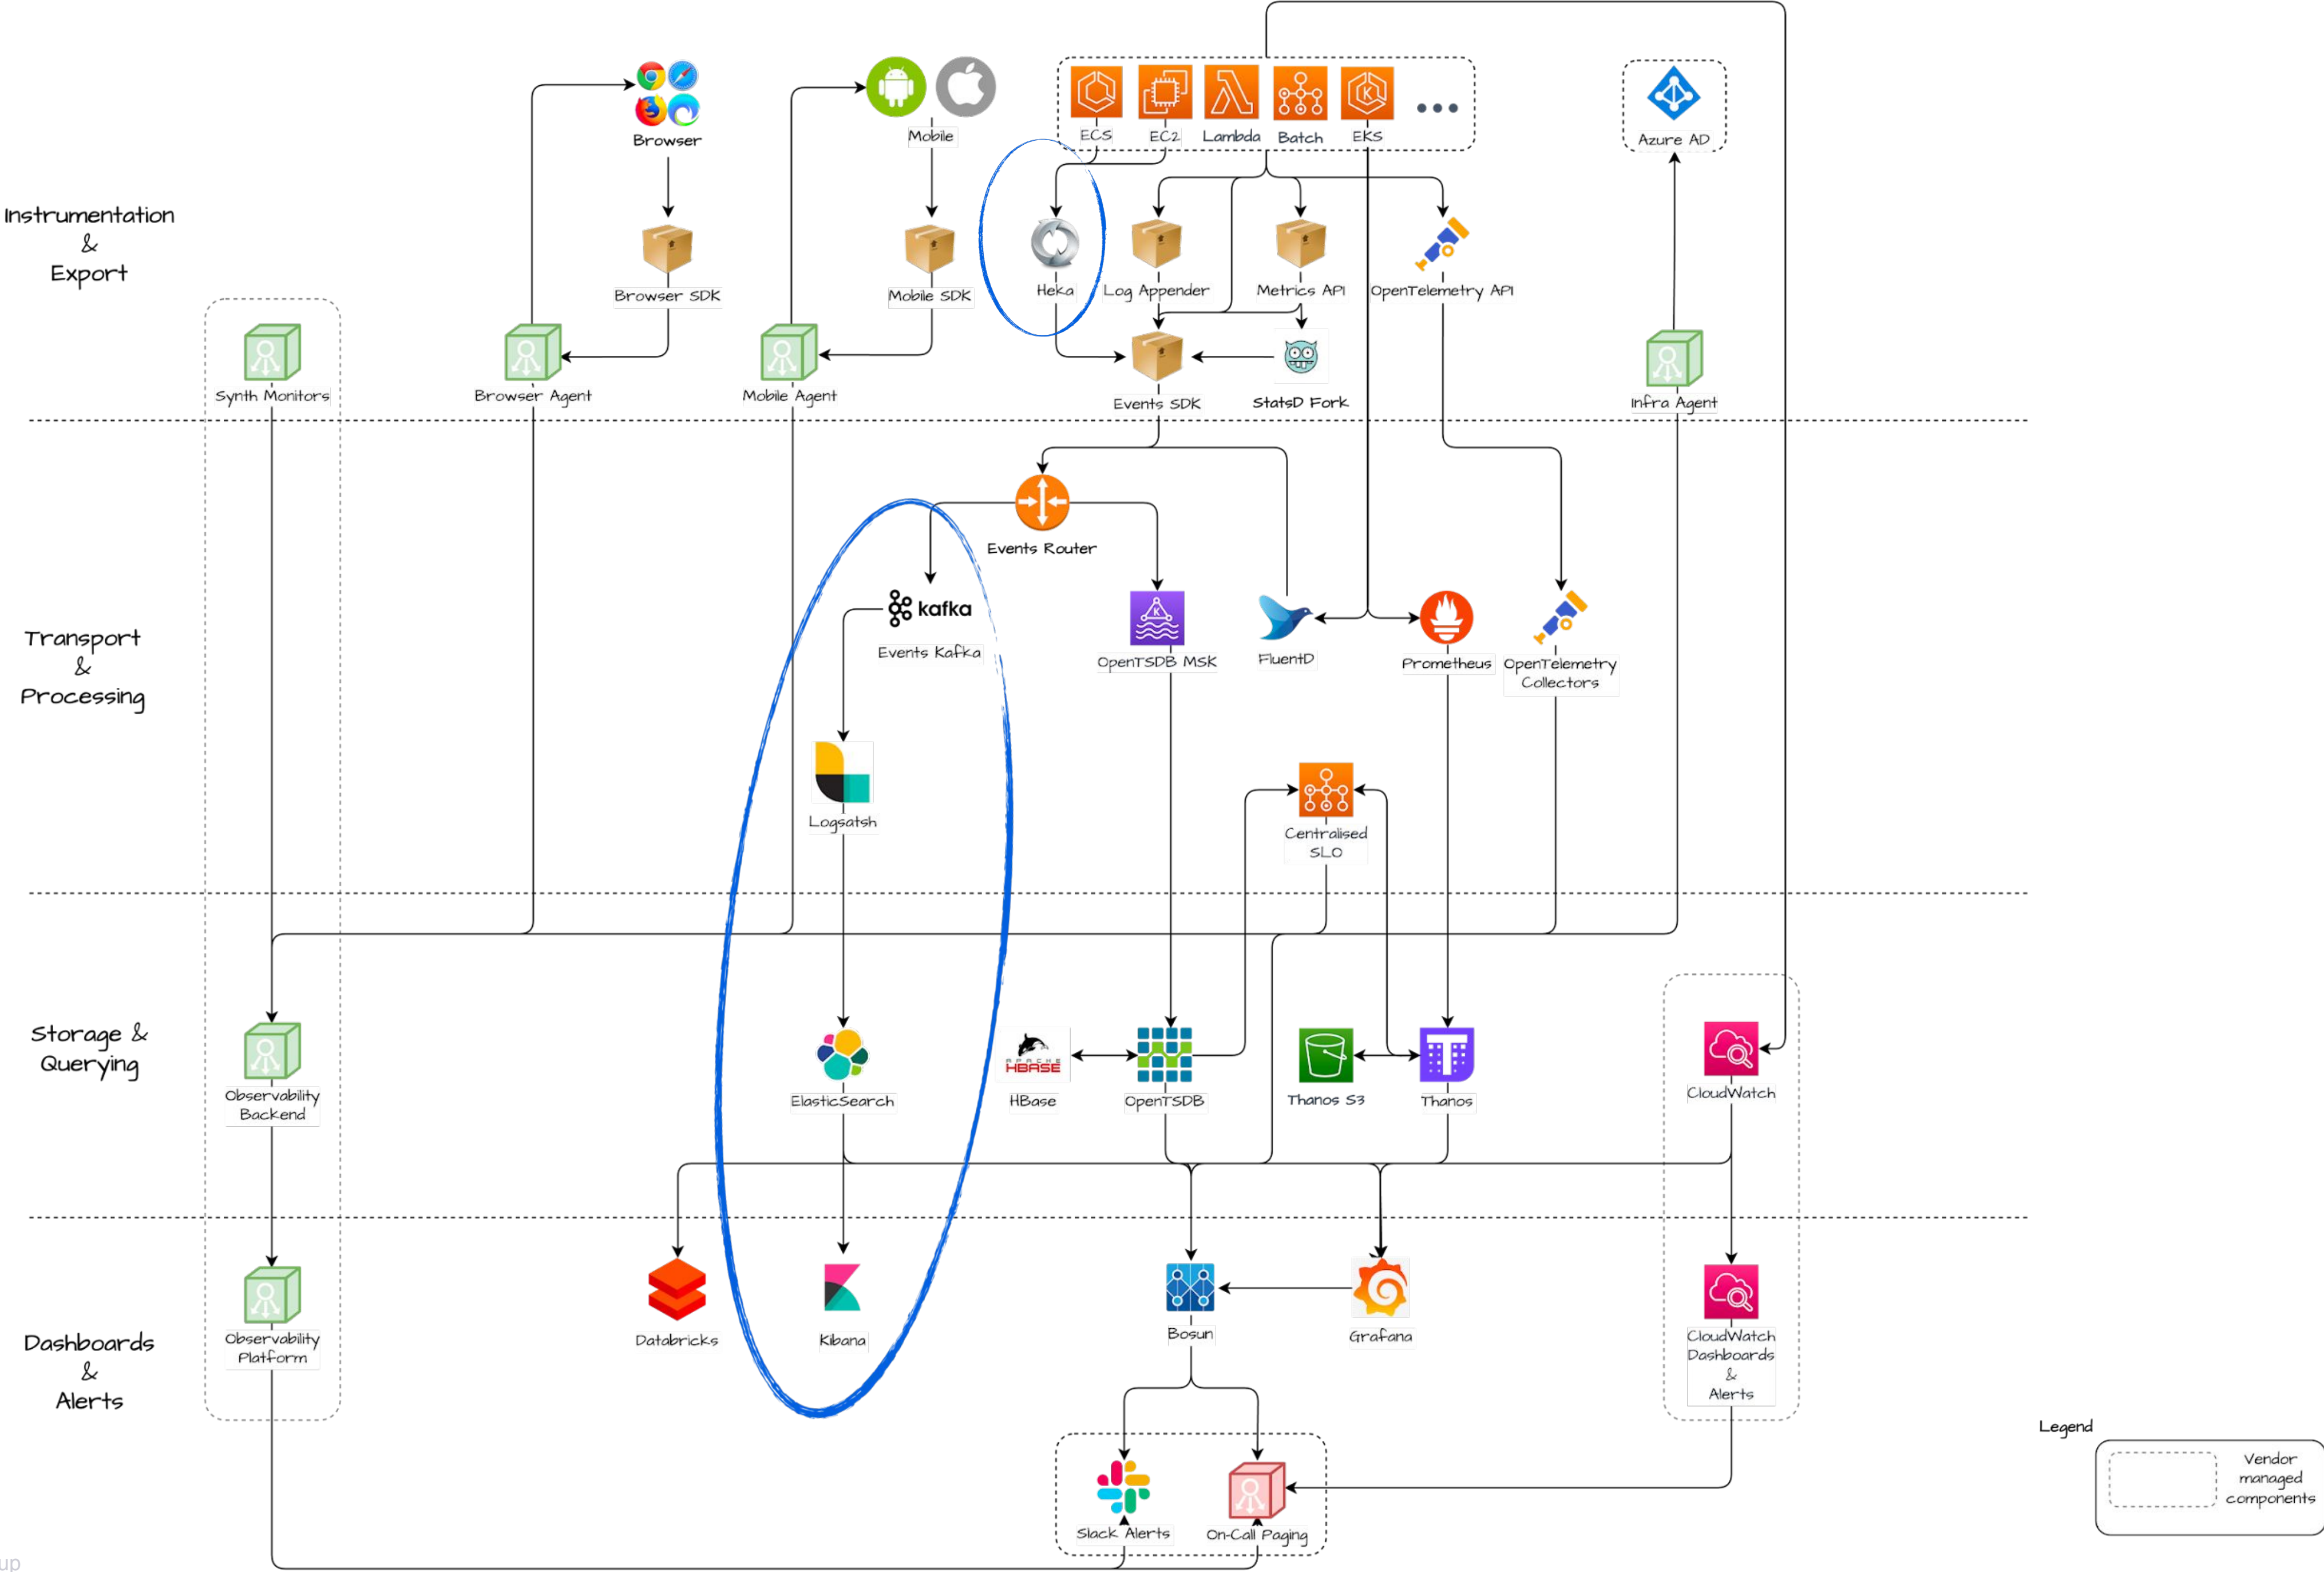 Browser
Mobile
ECS
EC2
Lambda
Batch
EKS
Azure AD
Instrumentation
&
Export
Browser SDK
Mobile SDK
Heka
Log Appender
Metrics API
OpenTelemetry API
Synth Monitors
Browser Agent
Mobile Agent
Events SDK
StatsD Fork
Infra Agent
Events Router
kafka
Events Kafka
Transport
&
Processing
OpenTSDB MSK
FluentD
Prometheus
OpenTelemetry
Collectors
Logsatsh
Centralised
SLO
Storage &
Querying
Observability
Backend
ElasticSearch
APACHE
HBASE
HBase
OpenTSDB
Thanos S3
Thanos
CloudWatch
Dashboards
&
Alerts
Observability
Platform
Databricks
Kibana
Bosun
Grafana
CloudWatch
Dashboards
&
Alerts
Slack Alerts
On-Call Paging
Legend
Vendor
managed
components
up